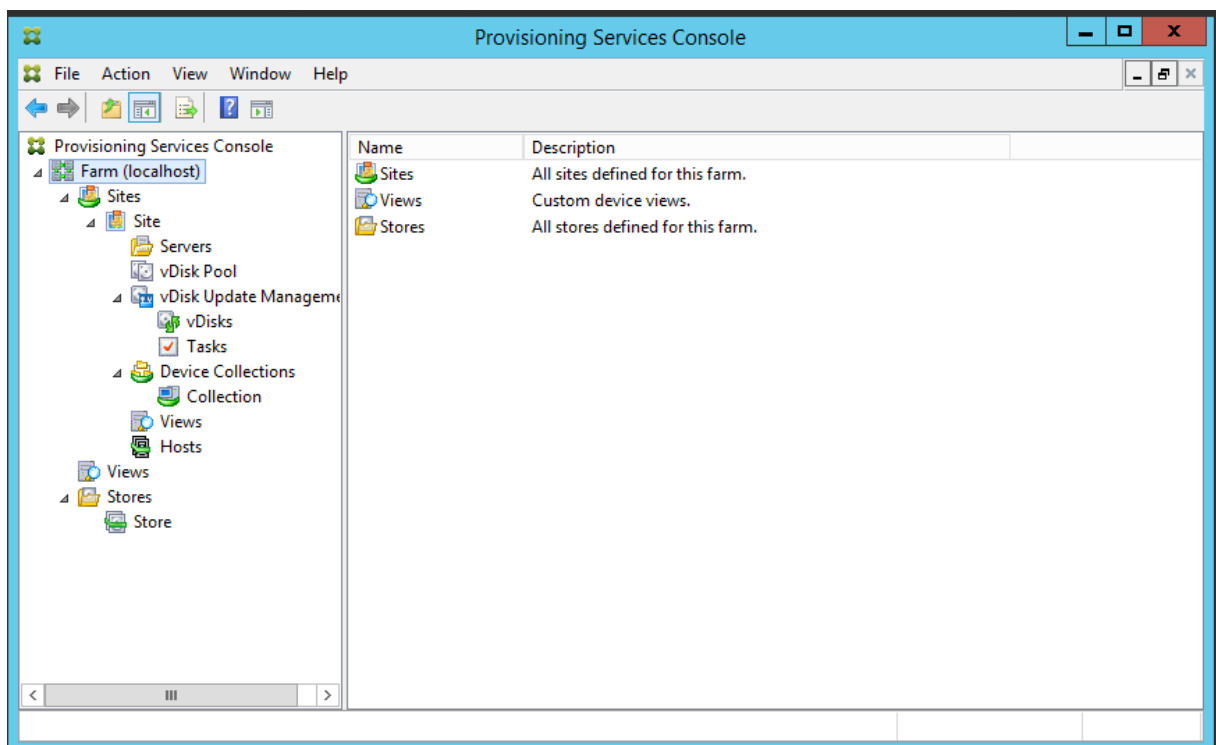 Provisioning Services Console
File Action View Window Help
Provisioning Services Console
Farm (localhost)
Sites
Site
Servers
vDisk Pool
vDisk Update Manageme
vDisks
Tasks
Device Collections
Collection
Views
Hosts
Views
Stores
Store
Name Description
Sites All sites defined for this farm.
Views Custom device views.
Stores All stores defined for this farm.